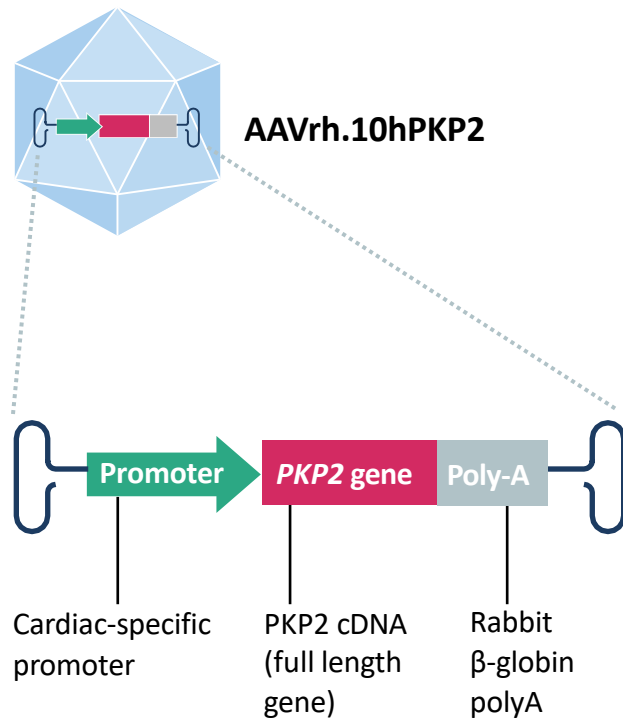 AAVrh.10hPKP2
Promoter
PKP2 gene
Poly-A
Cardiac-specific
promoter
PKP2 cDNA
(full length
gene)
Rabbit
β-globin
polyA